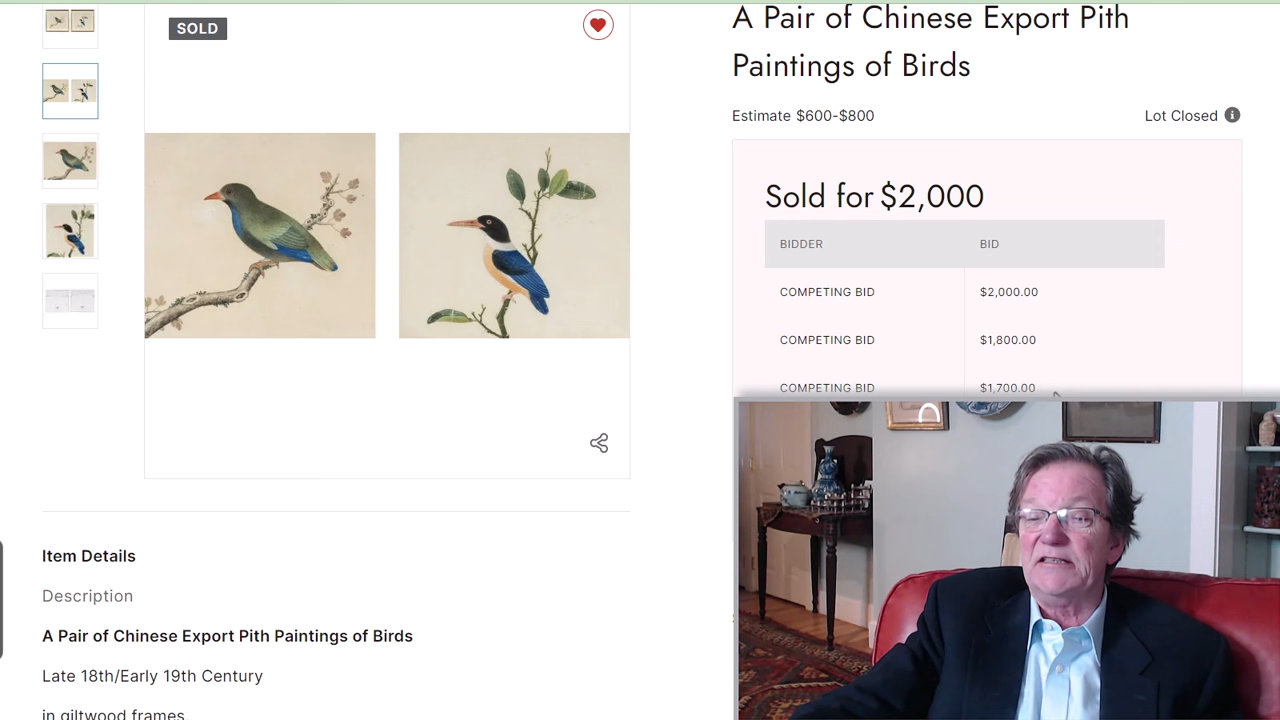 SOLD
A Pair of Chinese Export Pith
Paintings of Birds
Estimate $600-$800
Lot Closed
Sold for $2,000
BIDDER BID
COMPETING BID $2,000.00
COMPETING BID $1,800.00
COMPETING BID $1,700.00
Item Details
Description
A Pair of Chinese Export Pith Paintings of Birds
Late 18th/Early 19th Century
in giltwood frames.